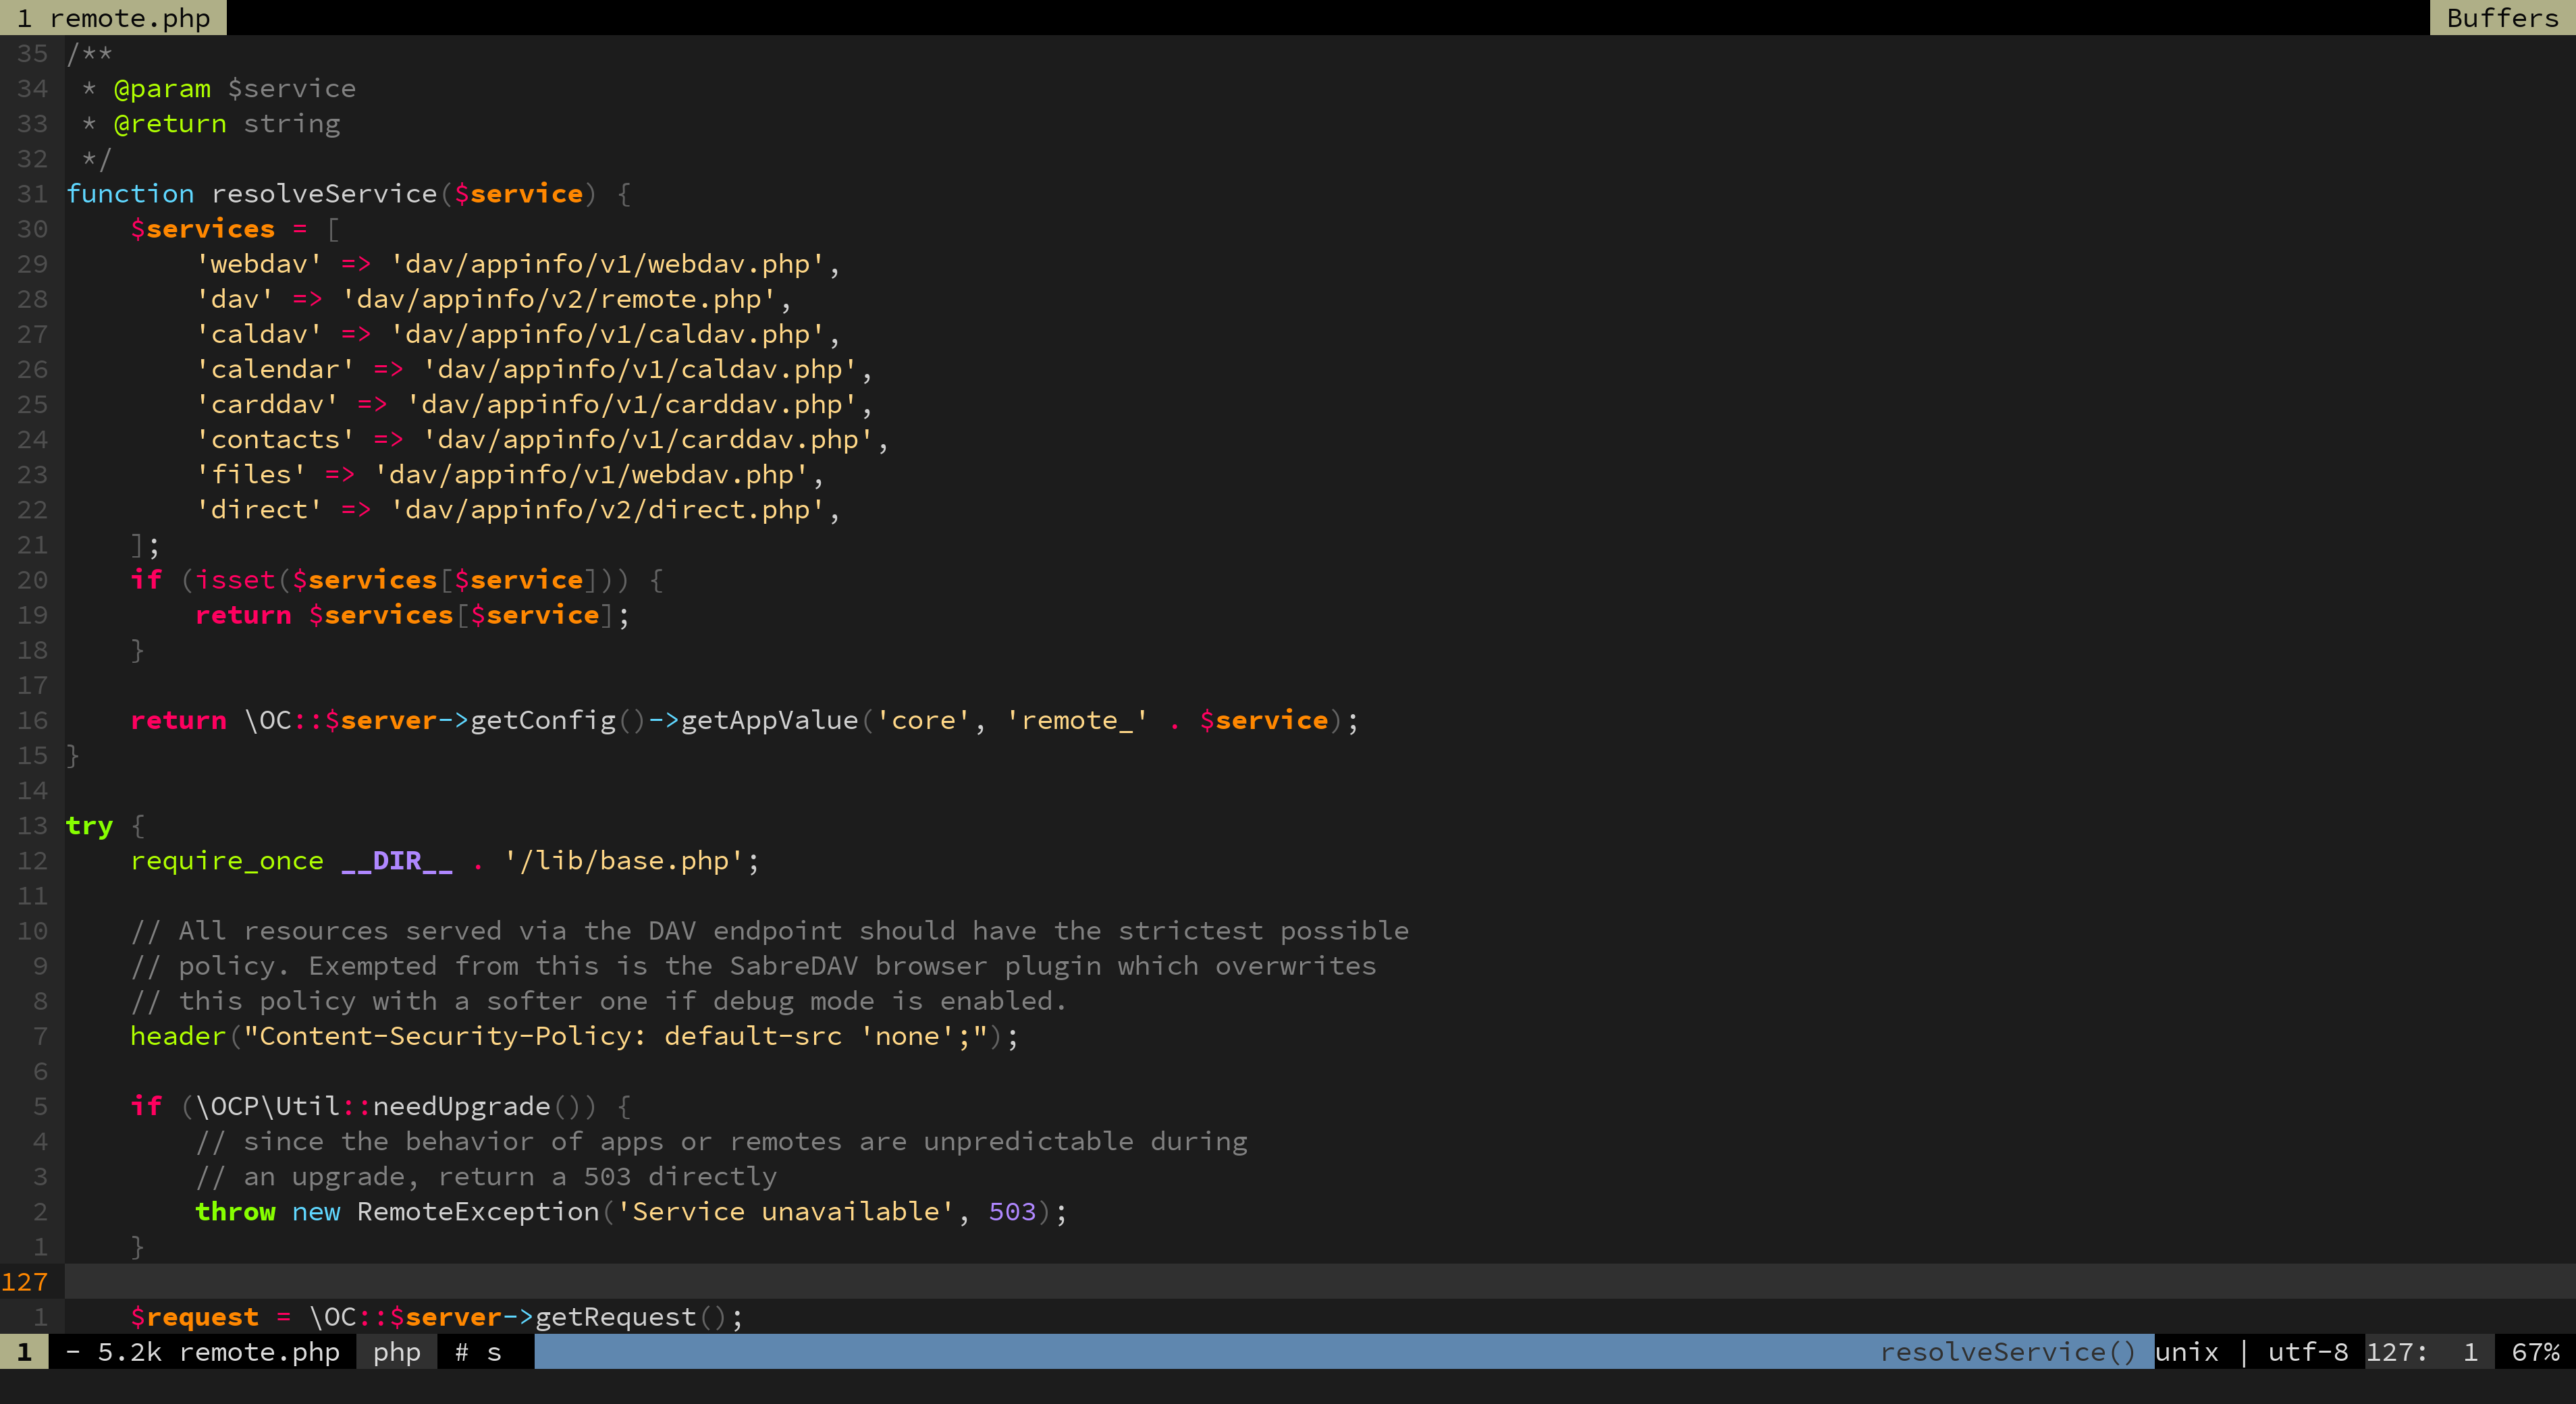 1 remote.php Buffers
35 /**
34  * @param $service
33  * @return string
32  */
31 function resolveService($service) {
30     $services = [
29         'webdav' => 'dav/appinfo/v1/webdav.php',
28         'dav' => 'dav/appinfo/v2/remote.php',
27         'caldav' => 'dav/appinfo/v1/caldav.php',
26         'calendar' => 'dav/appinfo/v1/caldav.php',
25         'carddav' => 'dav/appinfo/v1/carddav.php',
24         'contacts' => 'dav/appinfo/v1/carddav.php',
23         'files' => 'dav/appinfo/v1/webdav.php',
22         'direct' => 'dav/appinfo/v2/direct.php',
21     ];
20     if (isset($services[$service])) {
19         return $services[$service];
18     }
17
16     return \OC::$server->getConfig()->getAppValue('core', 'remote_' . $service);
15 }
14
13 try {
12     require_once __DIR__ . '/lib/base.php';
11
10     // All resources served via the DAV endpoint should have the strictest possible
9     // policy. Exempted from this is the SabreDAV browser plugin which overwrites
8     // this policy with a softer one if debug mode is enabled.
7     header("Content-Security-Policy: default-src 'none';");
6
5     if (\OCP\Util::needUpgrade()) {
4         // since the behavior of apps or remotes are unpredictable during
3         // an upgrade, return a 503 directly
2         throw new RemoteException('Service unavailable', 503);
1     }
127
1     $request = \OC::$server->getRequest();
1 - 5.2k remote.php php # s resolveService() unix | utf-8 127: 1 67%